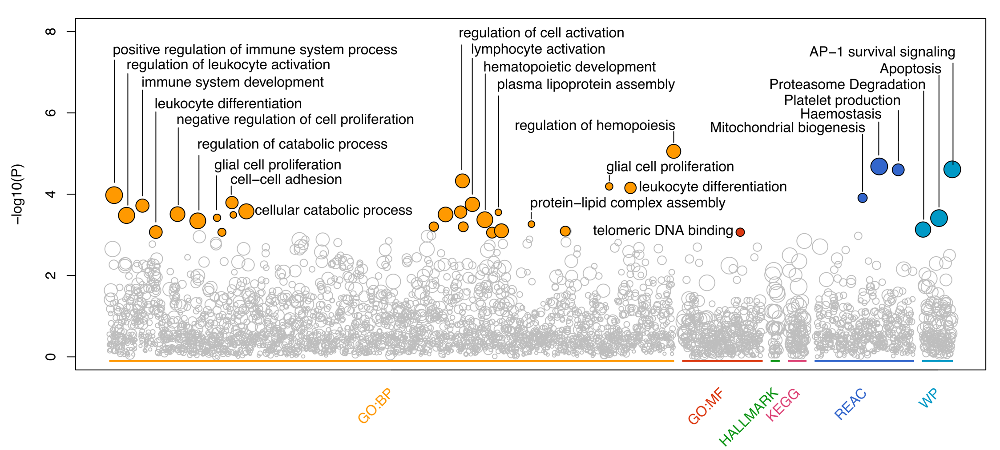 regulation of cell activation
positive regulation of immune system process
lymphocyte activation
AP−1 survival signaling
regulation of leukocyte activation
hematopoietic development
Apoptosis
immune system development
plasma lipoprotein assembly
Proteasome Degradation
leukocyte differentiation
Platelet production
negative regulation of cell proliferation
Haemostasis
regulation of hemopoiesis
Mitochondrial biogenesis
regulation of catabolic process
glial cell proliferation
glial cell proliferation
cell−cell adhesion
leukocyte differentiation
cellular catabolic process
protein−lipid complex assembly
telomeric DNA binding
−log10(P)
8
6
4
2
0
GO:BP
GO:MF
HALLMARK
KEGG
REAC
WP